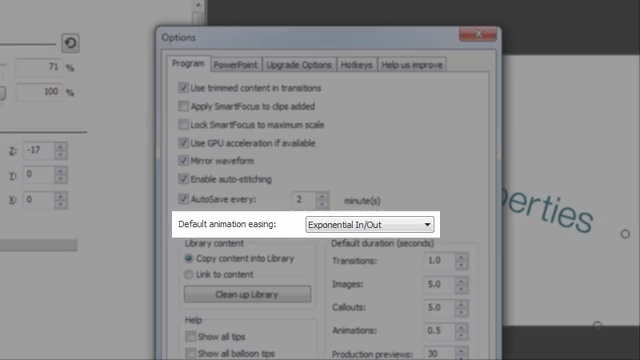 Options
71 %
100 %
Z: -17
Y: 0
X: 0
Program PowerPoint Upgrade Options Hotkeys Help us improve
Use trimmed content in transitions
Apply SmartFocus to clips added
Lock SmartFocus to maximum scale
Use GPU acceleration if available
Mirror waveform
Enable auto-stitching
AutoSave every: 2 minute(s)
Default animation easing: Exponential In/Out
Library content
Copy content into Library
Link to content
Clean up Library
Help
Show all tips
Show all balloon tips
Default duration (seconds)
Transitions: 1.0
Images: 5.0
Callouts: 5.0
Animations: 0.5
Production previews: 30
perties